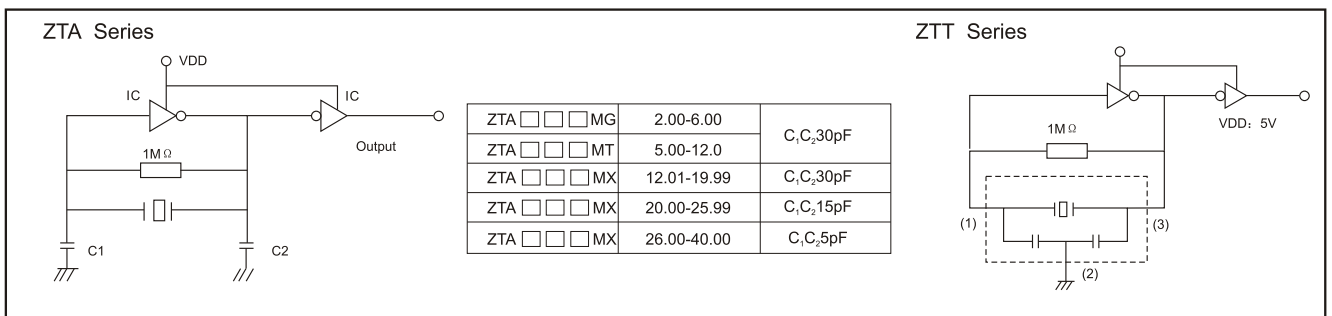 ZTA Series
VDD
IC
IC
1MΩ
Output
C1
C2
ZTA □ □ □ MG 2.00-6.00 C₁C₂30pF
ZTA □ □ □ MT 5.00-12.0
ZTA □ □ □ MX 12.01-19.99 C₁C₂30pF
ZTA □ □ □ MX 20.00-25.99 C₁C₂15pF
ZTA □ □ □ MX 26.00-40.00 C₁C₂5pF
ZTT Series
VDD: 5V
1MΩ
(1)
(3)
(2)